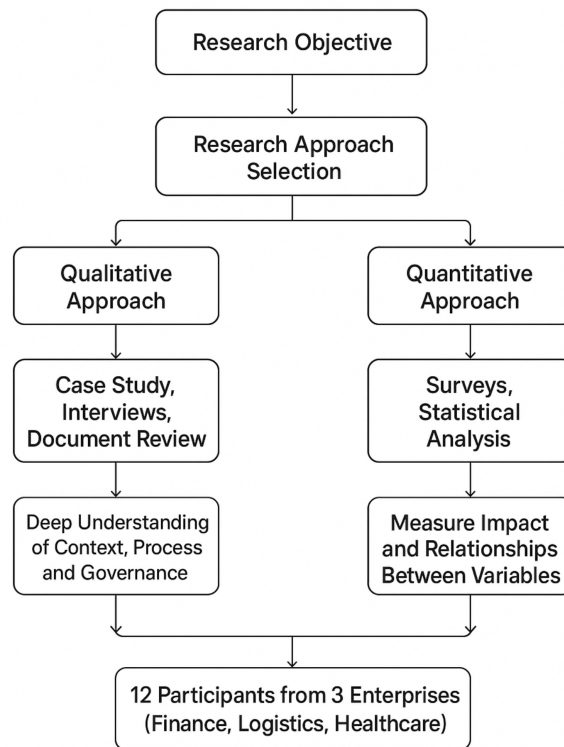 Research Objective
Research Approach
Selection
Qualitative
Approach
Quantitative
Approach
Case Study,
Interviews,
Document Review
Surveys,
Statistical
Analysis
Deep Understanding
of Context, Process
and Governance
Measure Impact
and Relationships
Between Variables
12 Participants from 3 Enterprises
(Finance, Logistics, Healthcare)